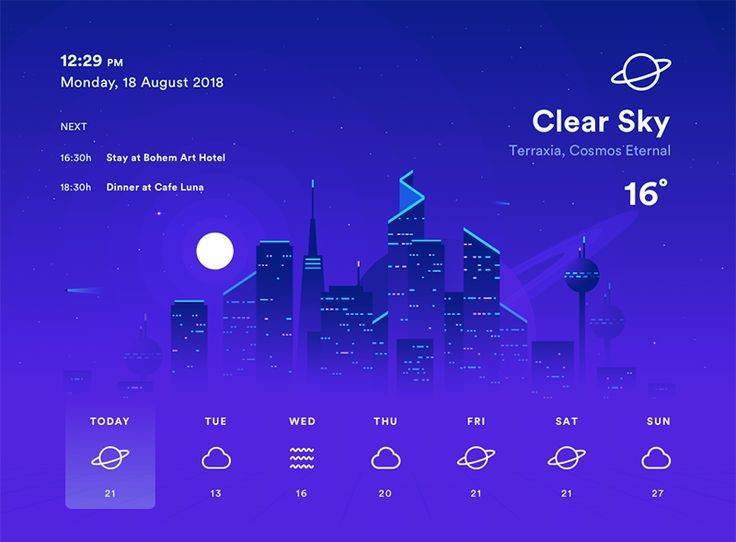 12:29 PM
Monday, 18 August 2018
NEXT
16:30h Stay at Bohem Art Hotel
18:30h Dinner at Cafe Luna
Clear Sky
Terraxia, Cosmos Eternal
16°
TODAY TUE WED THU FRI SAT SUN
21 13 16 20 21 21 27